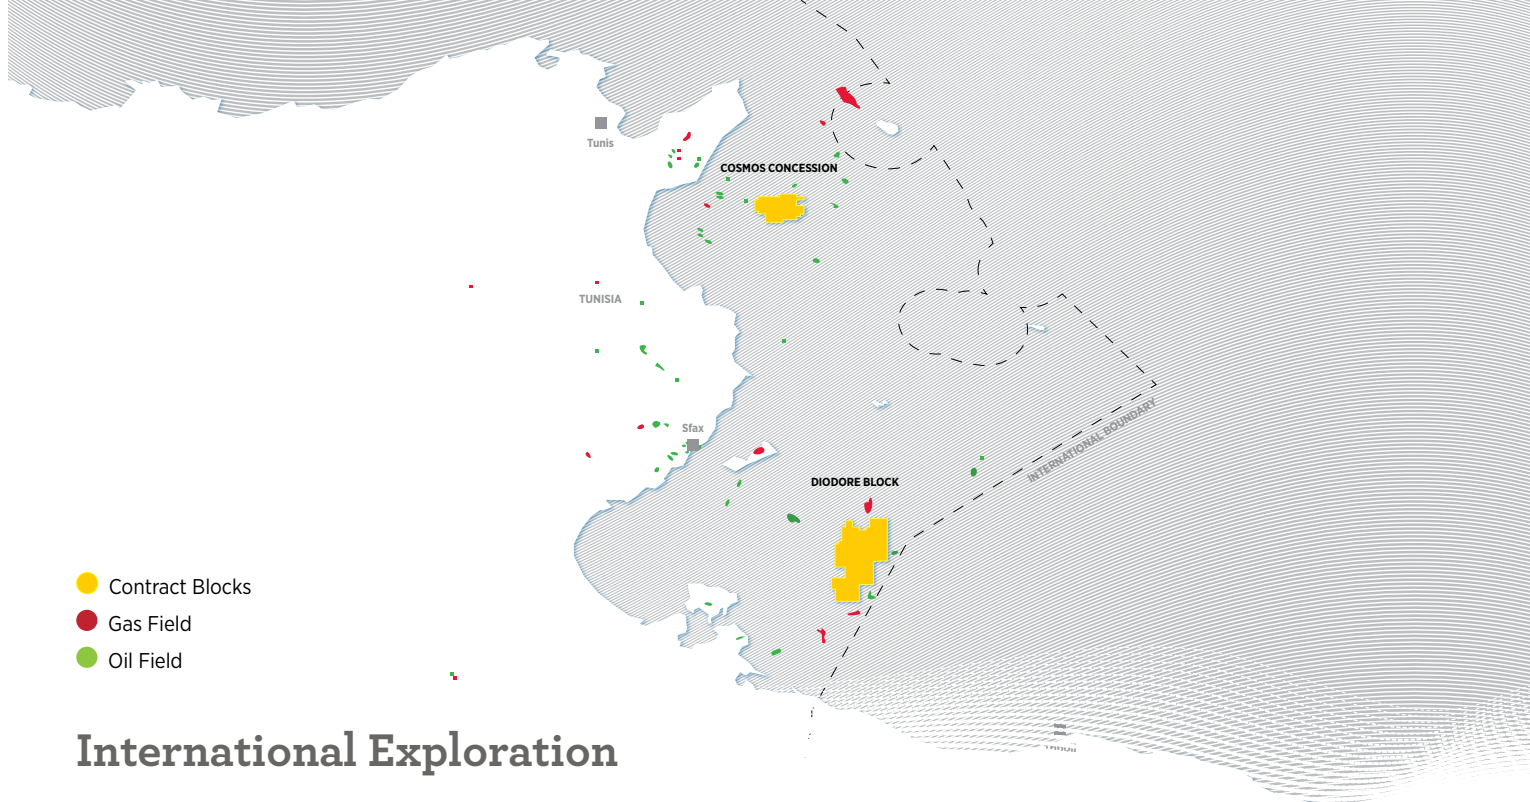 Tunis
COSMOS CONCESSION
TUNISIA
Sfax
INTERNATIONAL BOUNDARY
DIODORE BLOCK
Contract Blocks
Gas Field
Oil Field
International Exploration